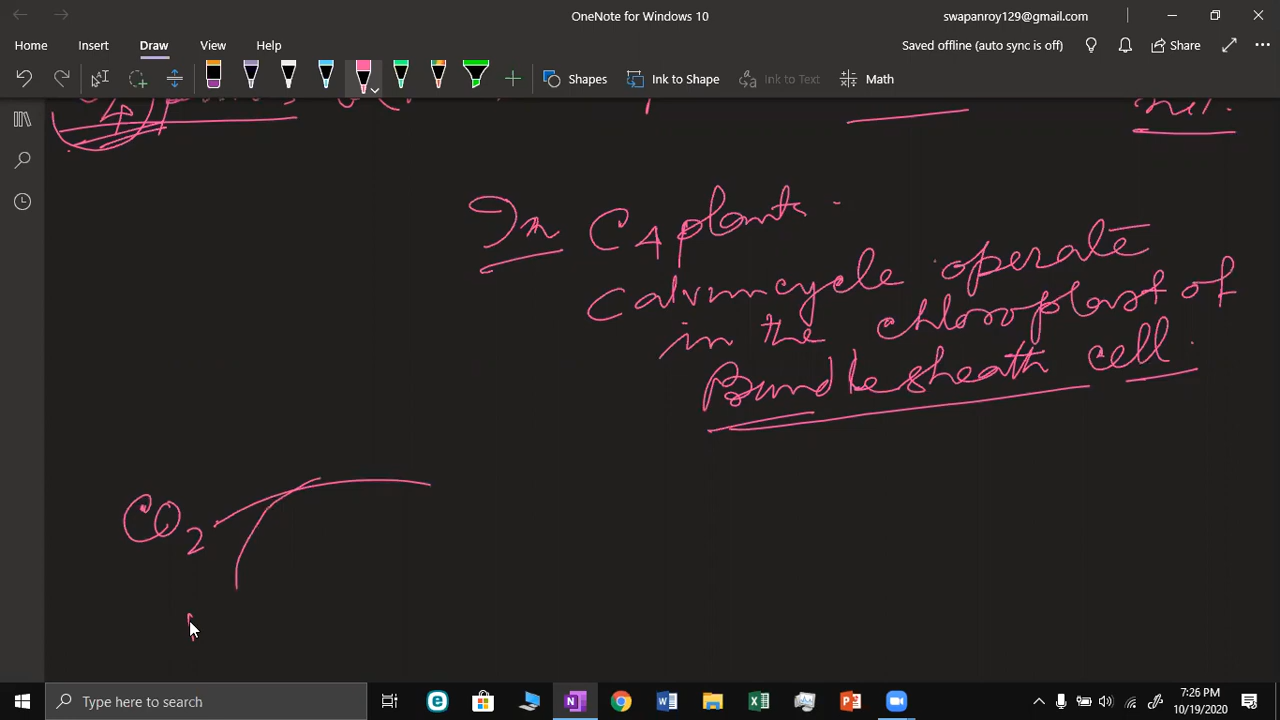 OneNote for Windows 10
swapanroy129@gmail.com
Home Insert Draw View Help
Saved offline (auto sync is off)
Share
Shapes
Ink to Shape
Ink to Text
Math
C4
In C4 plants
Calvin cycle operate
in the chloroplast of
Bundle sheath cell.
CO2
Type here to search
7:26 PM
10/19/2020